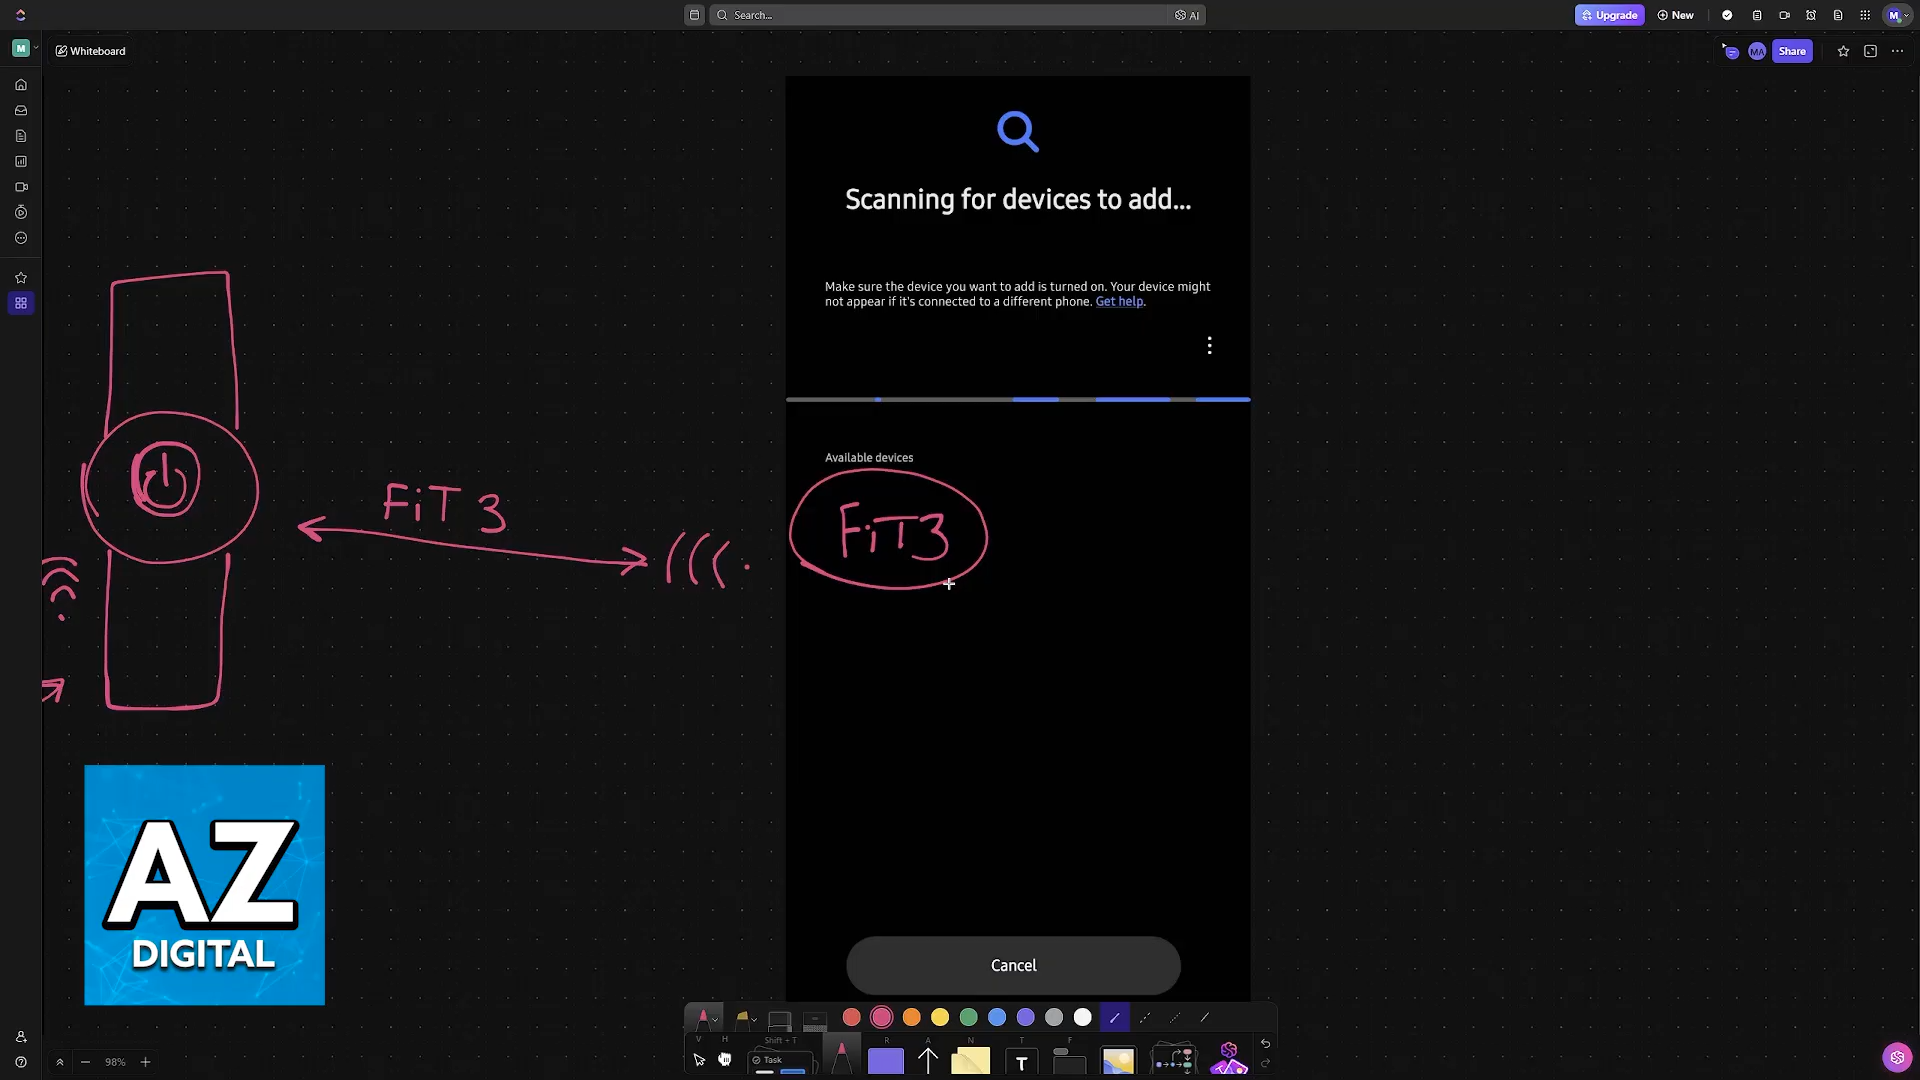 Search...
AI
Upgrade
New
M
M
Whiteboard
MA
Share
Scanning for devices to add...
Make sure the device you want to add is turned on. Your device might
not appear if it's connected to a different phone. Get help.
Available devices
FiT 3
FiT3
AZ
DIGITAL
Cancel
V
H
Shift + T
R
A
N
T
F
Task
T
98%